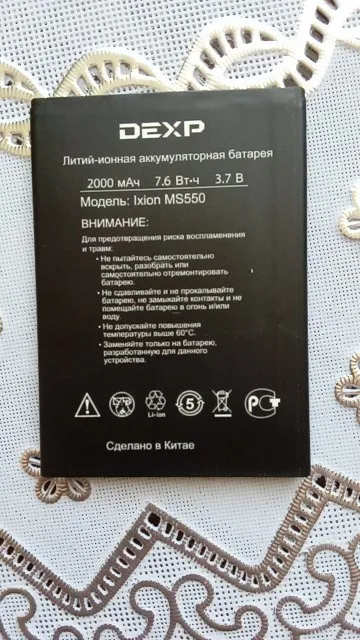 DEXP
Литий-ионная аккумуляторная батарея
2000 мАч 7.6 Вт•ч 3.7 В
Модель: Ixion MS550
ВНИМАНИЕ:
Для предотвращения риска воспламенения
и травм:
• Не пытайтесь самостоятельно
вскрыть, разобрать или
самостоятельно отремонтировать
батарею.
• Не сдавливайте и не прокалывайте
батарею, не замыкайте контакты и не
помещайте батарею в огонь и/или
воду.
• Не допускайте повышения
температуры выше 60°С.
• Заменяйте только на батарею,
разработанную для данного
устройства.
Li-ion 5 РСТ
Сделано в Китае